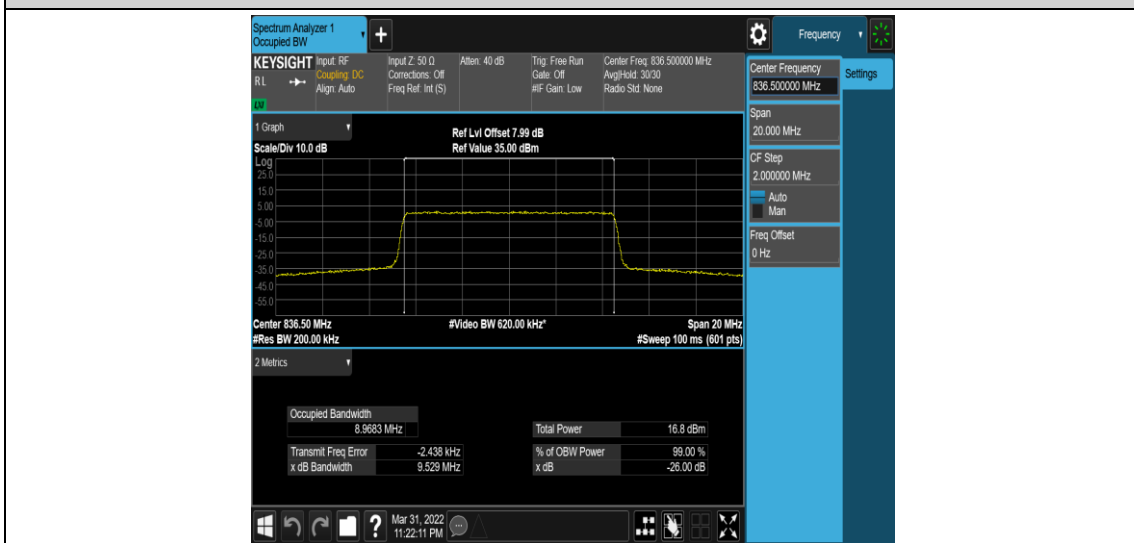 Spectrum Analyzer 1
Occupied BW
Frequency
KEYSIGHT
RL
LXI
Input: RF
Coupling: DC
Align: Auto
Input Z: 50 Ω
Corrections: Off
Freq Ref: Int (S)
Atten: 40 dB
Trig: Free Run
Gate: Off
#IF Gain: Low
Center Freq: 836.500000 MHz
Avg|Hold: 30/30
Radio Std: None
Center Frequency
836.500000 MHz
Settings
Span
20.000 MHz
CF Step
2.000000 MHz
Auto
Man
Freq Offset
0 Hz
1 Graph
Ref Lvl Offset 7.99 dB
Scale/Div 10.0 dB
Ref Value 35.00 dBm
Log
25.0
15.0
5.00
-5.00
-15.0
-25.0
-35.0
-45.0
-55.0
Center 836.50 MHz
#Video BW 620.00 kHz*
Span 20 MHz
#Res BW 200.00 kHz
#Sweep 100 ms (601 pts)
2 Metrics
Occupied Bandwidth
8.9683 MHz
Total Power 16.8 dBm
Transmit Freq Error -2.438 kHz
% of OBW Power 99.00 %
x dB Bandwidth 9.529 MHz
x dB -26.00 dB
?
Mar 31, 2022
11:22:11 PM